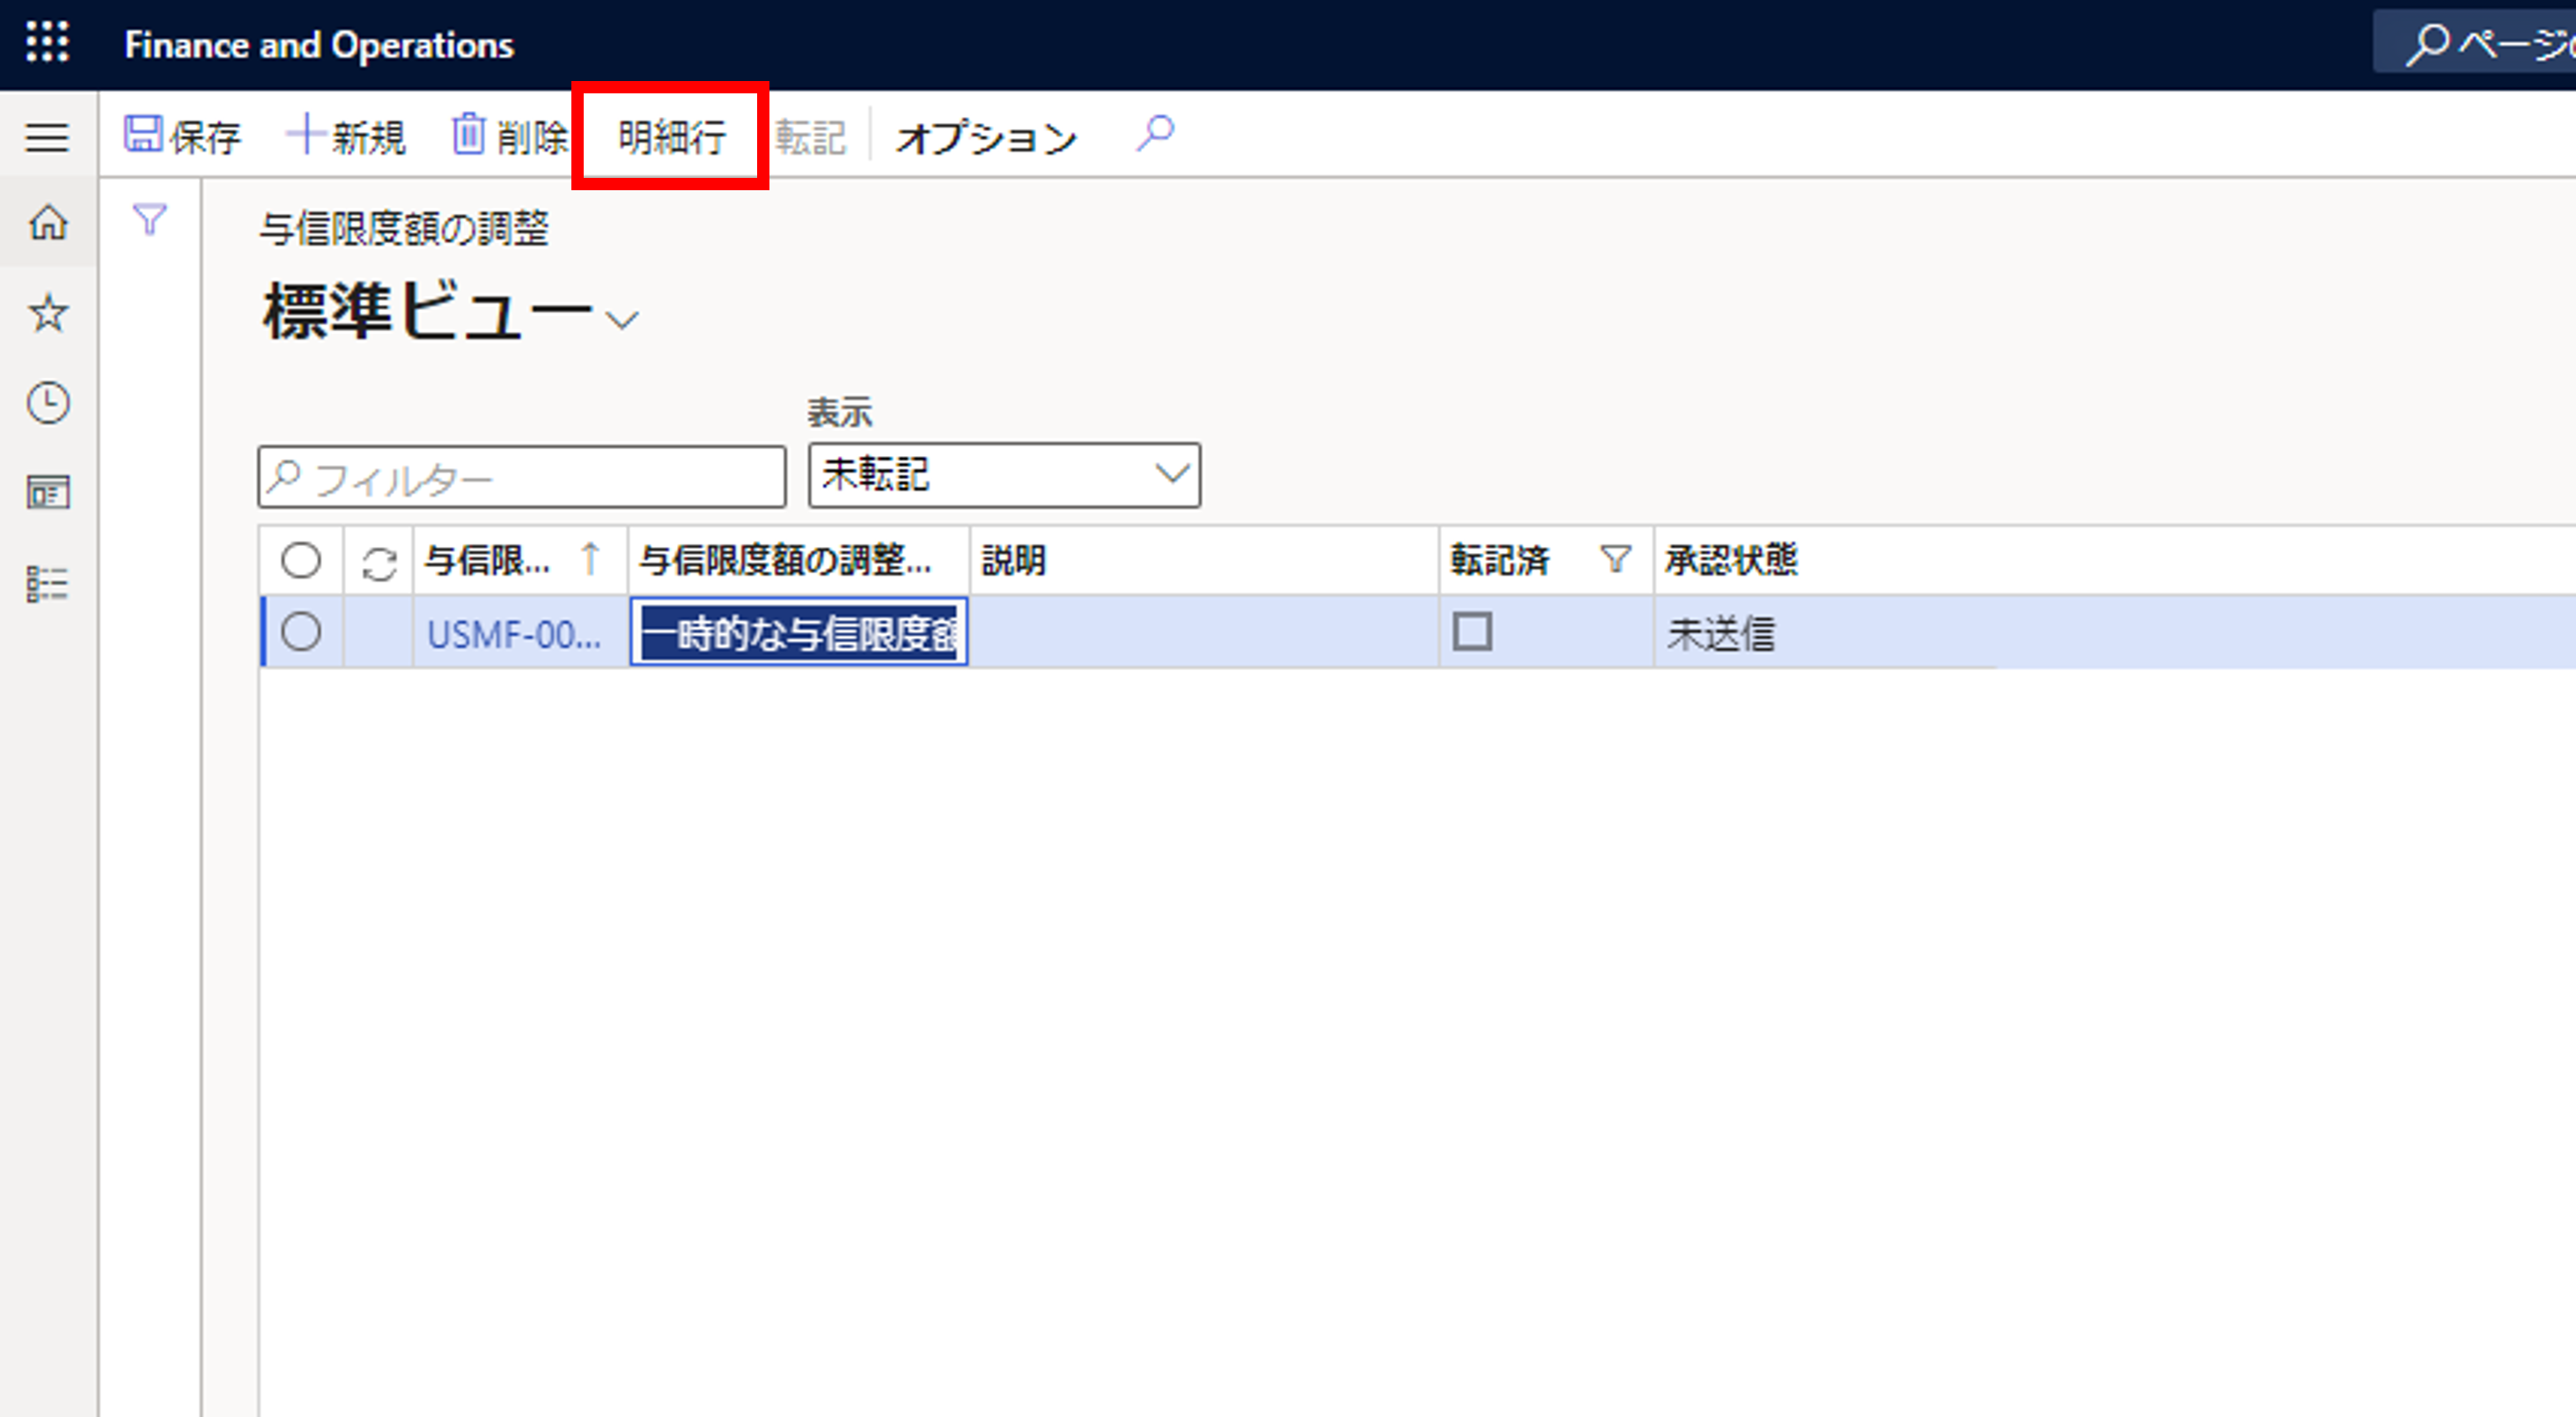 Finance and Operations
ページの
保存 新規 削除 明細行 転記 オプション
与信限度額の調整
標準ビュー
表示
フィルター 未転記
与信限... 与信限度額の調整... 説明 転記済 承認状態
USMF-00... 一時的な与信限度額 未送信